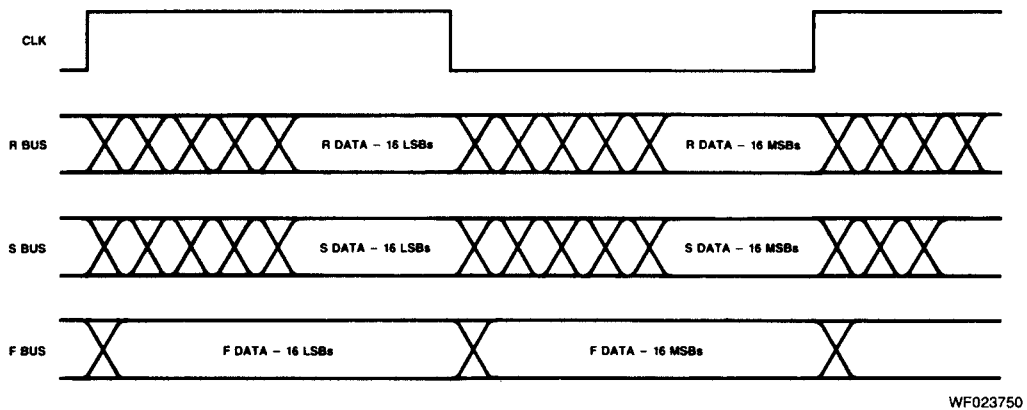 CLK
R BUS
R DATA – 16 LSBs
R DATA – 16 MSBs
S BUS
S DATA – 16 LSBs
S DATA – 16 MSBs
F BUS
F DATA – 16 LSBs
F DATA – 16 MSBs
WF023750